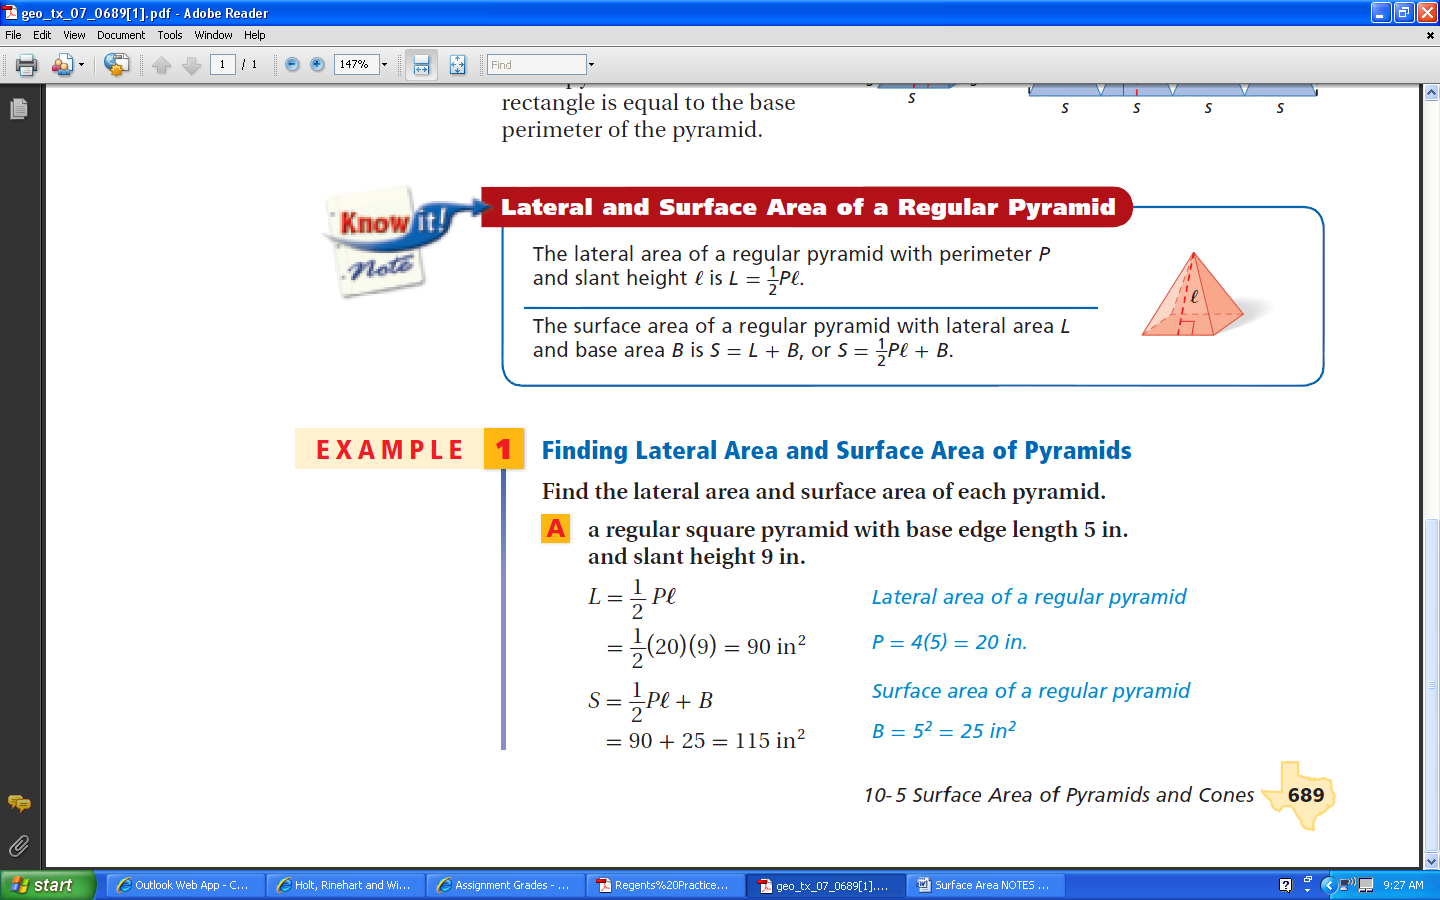 geo_tx_07_0689[1].pdf - Adobe Reader
File Edit View Document Tools Window Help
1 / 1 147% Find
rectangle is equal to the base
perimeter of the pyramid.
s
s s s s
Know it!
Note
Lateral and Surface Area of a Regular Pyramid
The lateral area of a regular pyramid with perimeter P
and slant height ℓ is L = 1/2 Pℓ.
ℓ
The surface area of a regular pyramid with lateral area L
and base area B is S = L + B, or S = 1/2 Pℓ + B.
EXAMPLE 1 Finding Lateral Area and Surface Area of Pyramids
Find the lateral area and surface area of each pyramid.
A a regular square pyramid with base edge length 5 in.
and slant height 9 in.
L = 1/2 Pℓ Lateral area of a regular pyramid
= 1/2 (20)(9) = 90 in² P = 4(5) = 20 in.
S = 1/2 Pℓ + B Surface area of a regular pyramid
= 90 + 25 = 115 in² B = 5² = 25 in²
10-5 Surface Area of Pyramids and Cones 689
start Outlook Web App - C... Holt, Rinehart and Wi... Assignment Grades - ... Regents%20Practice... geo_tx_07_0689[1].... Surface Area NOTES ... 9:27 AM